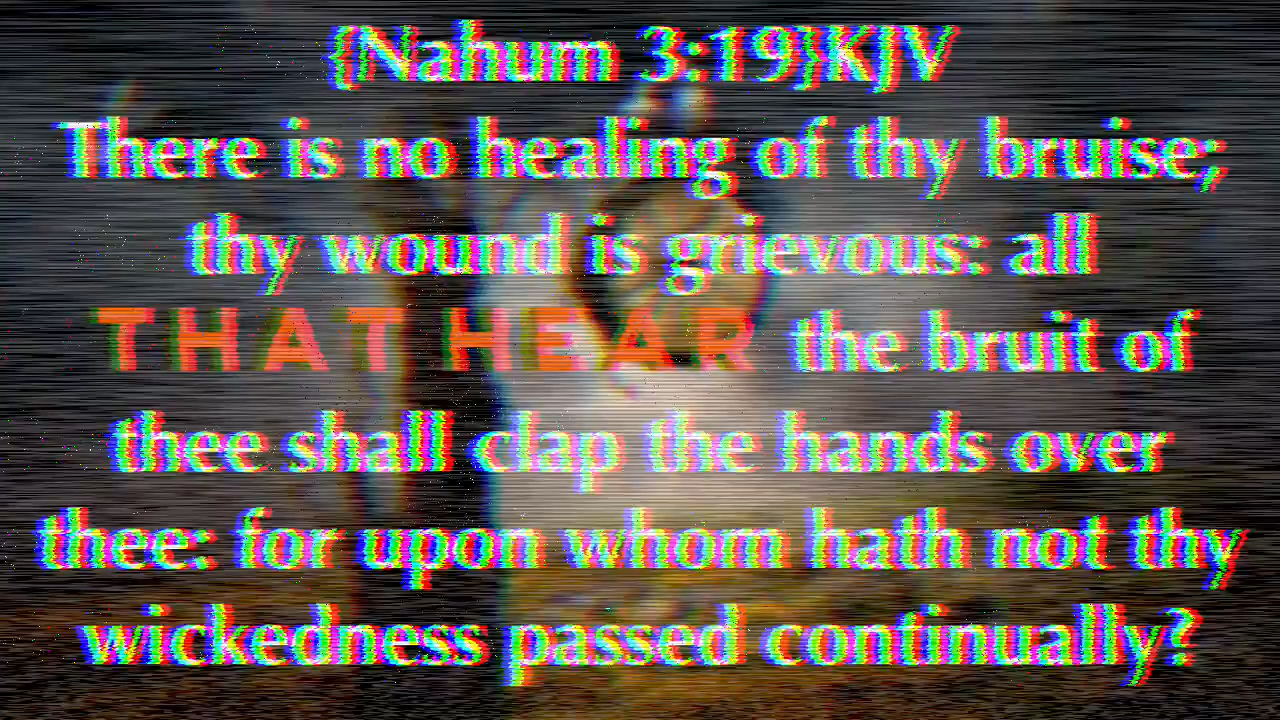 {Nahum 3:19}KJV
There is no healing of thy bruise;
thy wound is grievous: all
THAT HEAR the bruit of
thee shall clap the hands over
thee: for upon whom hath not thy
wickedness passed continually?